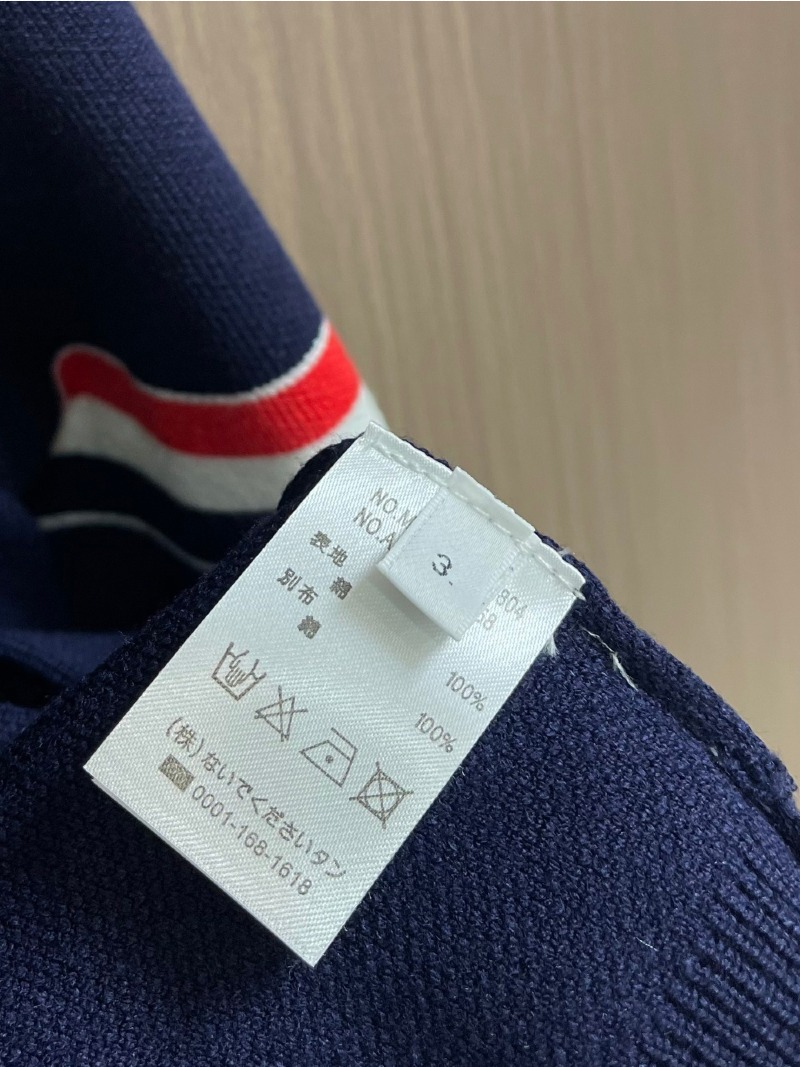 NO.M
804
NO.A
68
3.
表地 綿 100%
別布 綿 100%
(株)ないでくださいタン
0001-168-1618